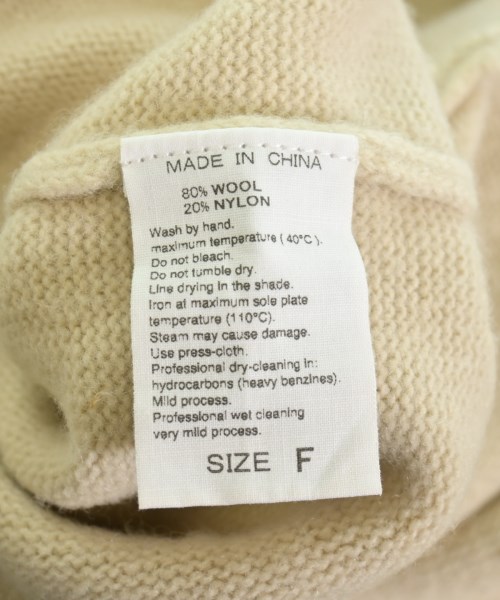 MADE IN CHINA
80% WOOL
20% NYLON
Wash by hand.
maximum temperature (40°C).
Do not bleach.
Do not tumble dry.
Line drying in the shade.
Iron at maximum sole plate
temperature (110°C).
Steam may cause damage.
Use press-cloth.
Professional dry-cleaning in:
hydrocarbons (heavy benzines).
Mild process.
Professional wet cleaning
very mild process.
SIZE F